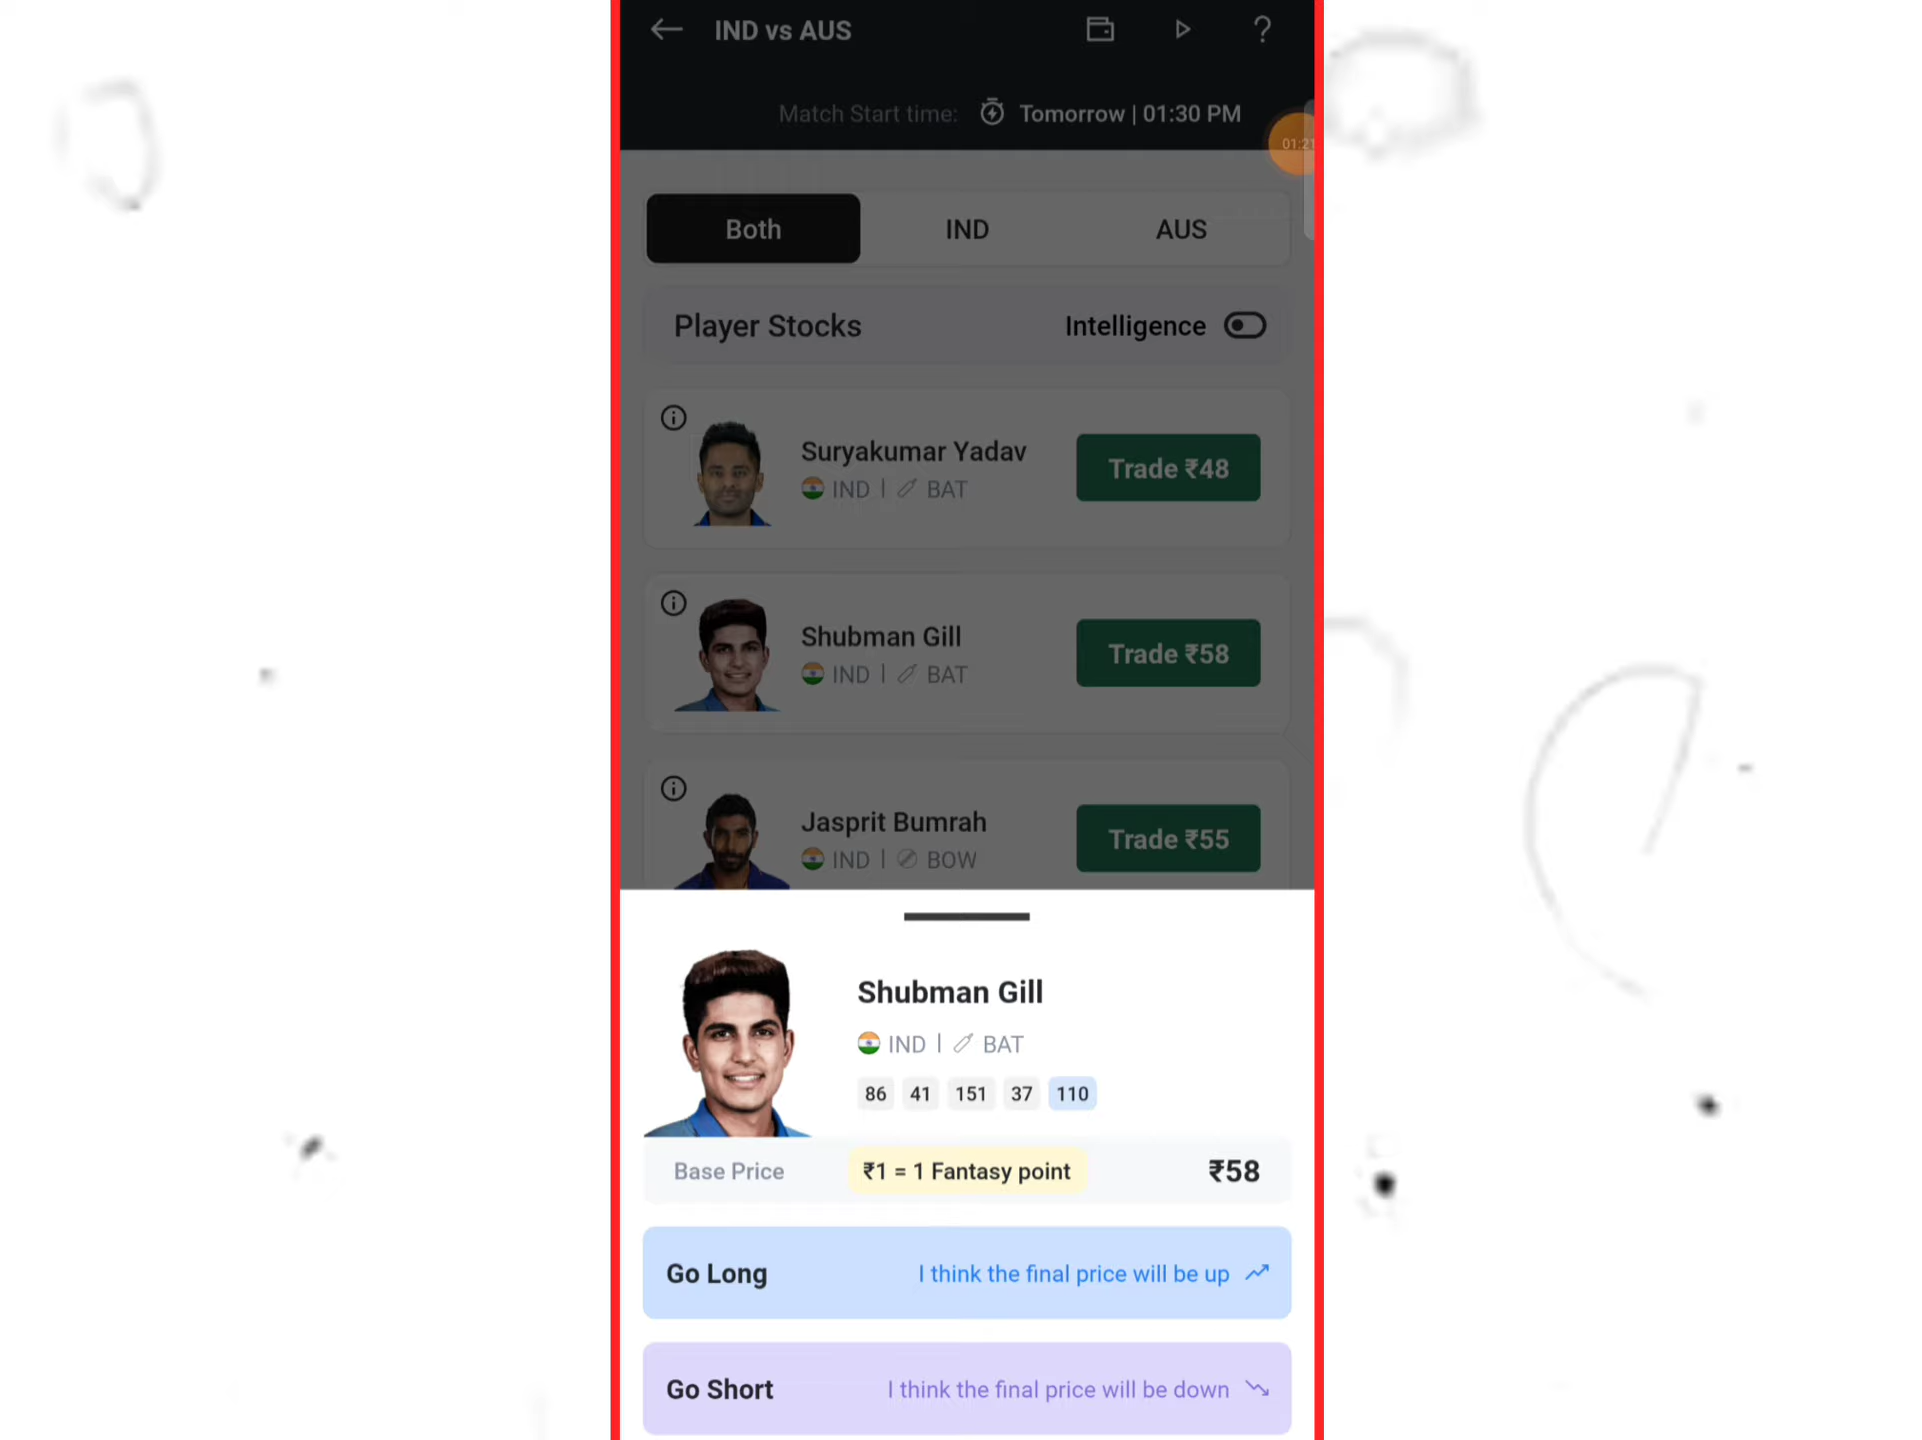 IND vs AUS
Match Start time: Tomorrow | 01:30 PM
01:21
Both IND AUS
Player Stocks Intelligence
Suryakumar Yadav
IND | BAT
Trade ₹48
Shubman Gill
IND | BAT
Trade ₹58
Jasprit Bumrah
IND | BOW
Trade ₹55
Shubman Gill
IND | BAT
86 41 151 37 110
Base Price ₹1 = 1 Fantasy point ₹58
Go Long I think the final price will be up
Go Short I think the final price will be down